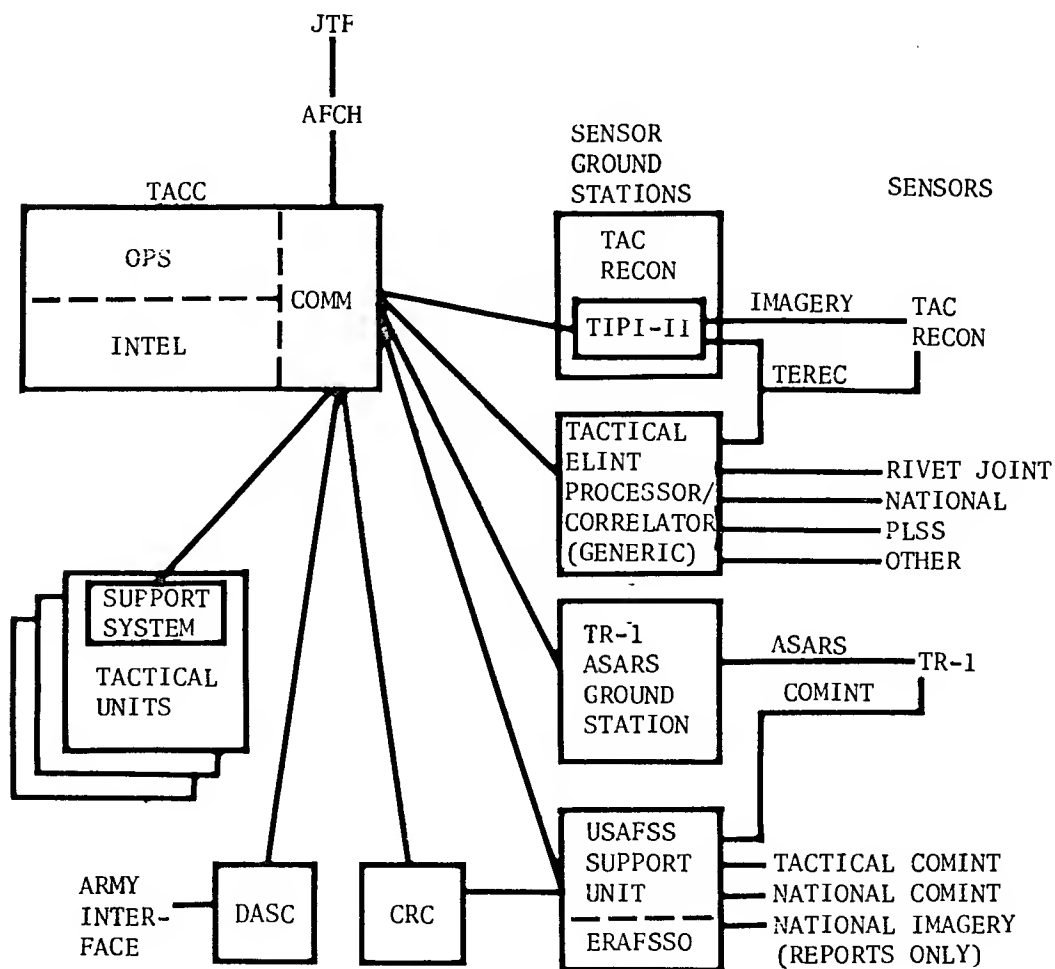 JTF
AFCH
TACC
OPS
INTEL
COMM
SENSOR
GROUND
STATIONS
SENSORS
TAC
RECON
TIPI-II
IMAGERY
TAC
RECON
TEREC
TACTICAL
ELINT
PROCESSOR/
CORRELATOR
(GENERIC)
RIVET JOINT
NATIONAL
PLSS
OTHER
SUPPORT
SYSTEM
TACTICAL
UNITS
TR-1
ASARS
GROUND
STATION
ASARS
TR-1
COMINT
ARMY
INTER-
FACE
DASC
CRC
USAFSS
SUPPORT
UNIT
ERAFSSO
TACTICAL COMINT
NATIONAL COMINT
NATIONAL IMAGERY
(REPORTS ONLY)